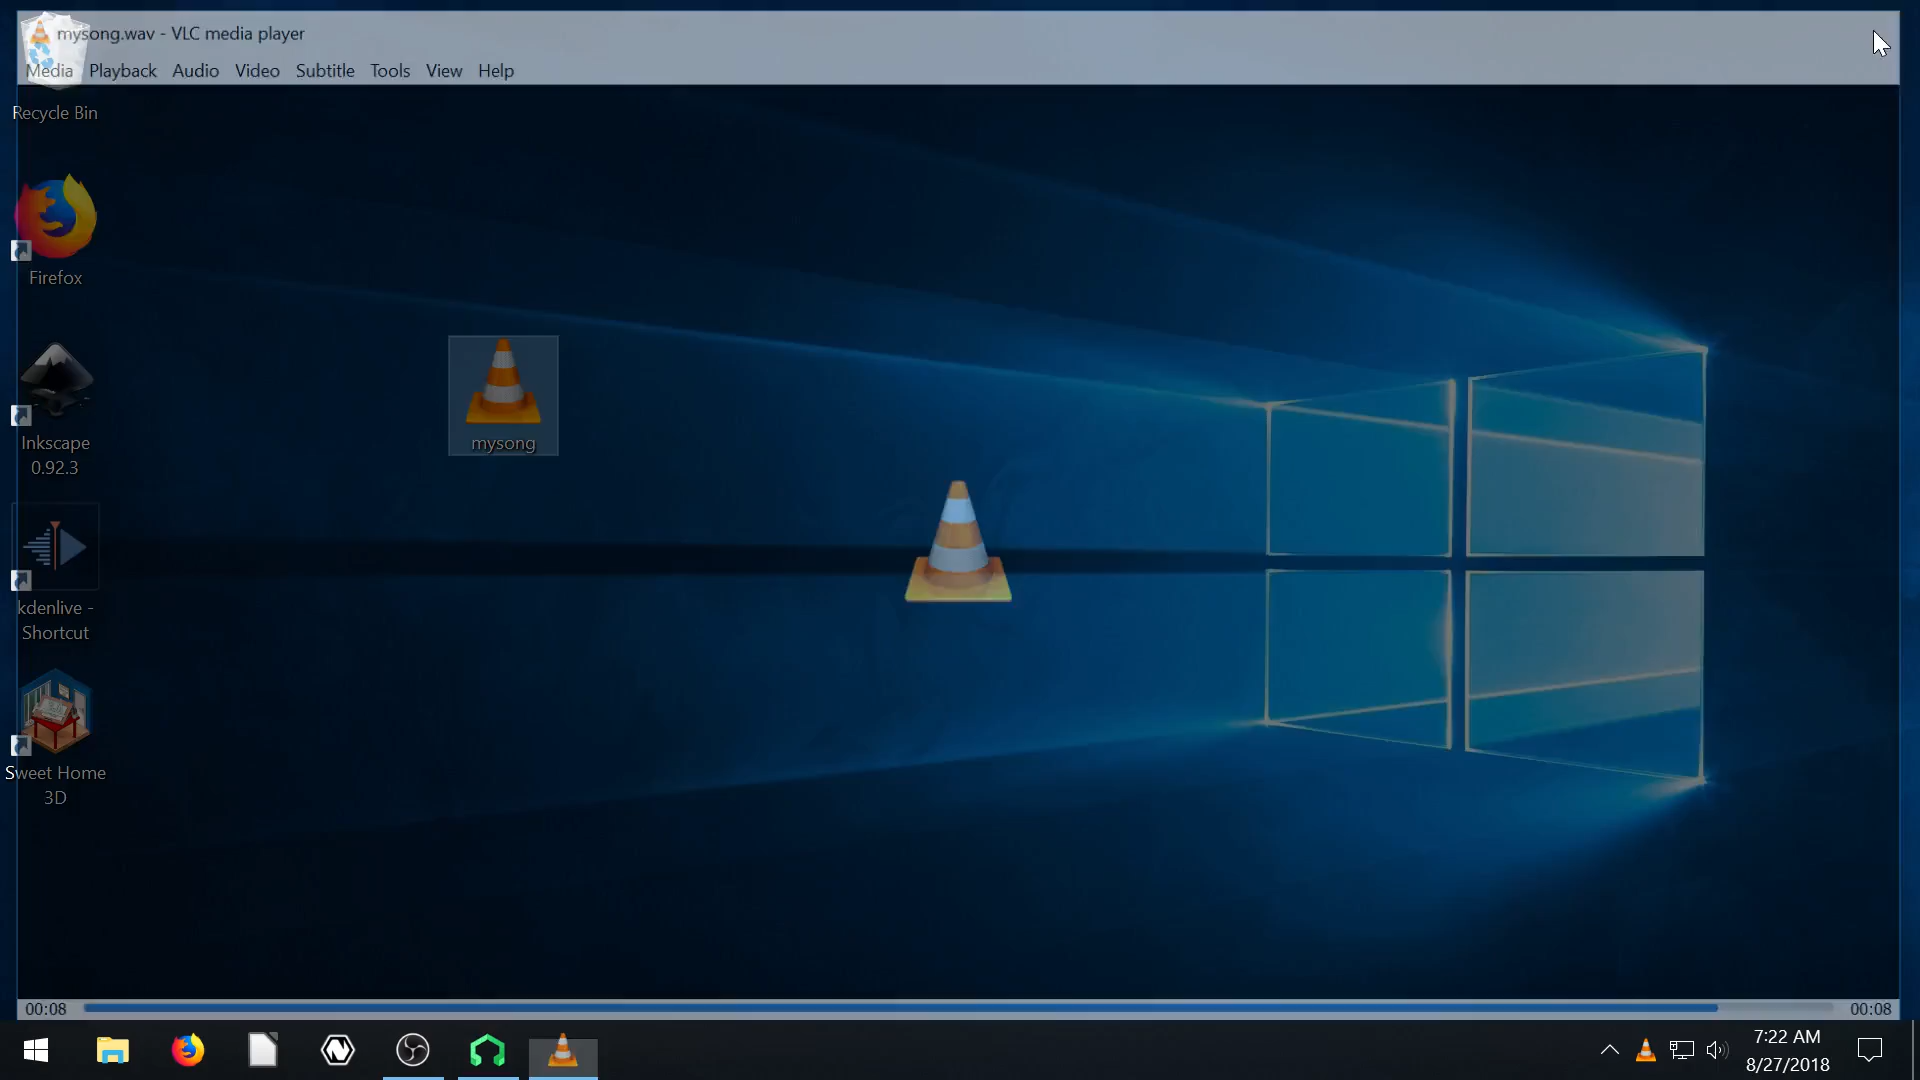 mysong.wav - VLC media player
Media Playback Audio Video Subtitle Tools View Help
Recycle Bin
Firefox
Inkscape
0.92.3
mysong
kdenlive -
Shortcut
Sweet Home
3D
00:08 00:08
7:22 AM
8/27/2018